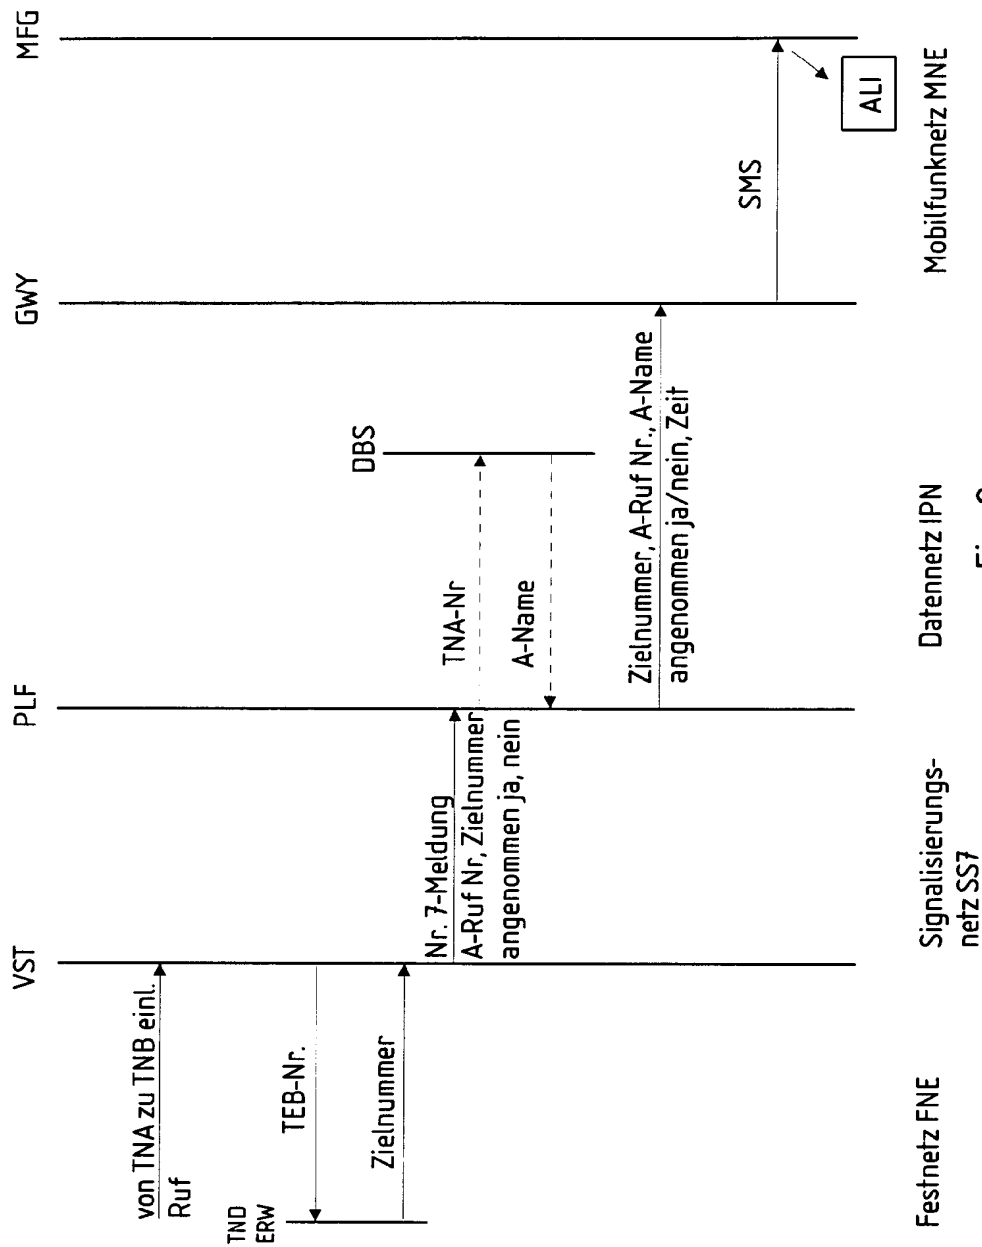 VST
PLF
GWY
MFG
von TNA zu TNB einl.
Ruf
TND
ERW
TEB-Nr.
Zielnummer
Nr. 7-Meldung
A-Ruf Nr, Zielnummer
angenommen ja, nein
DBS
TNA-Nr
A-Name
Zielnummer, A-Ruf Nr., A-Name
angenommen ja/nein, Zeit
SMS
ALI
Festnetz FNE
Signalisierungs-
netz SS7
Datennetz IPN
Mobilfunknetz MNE